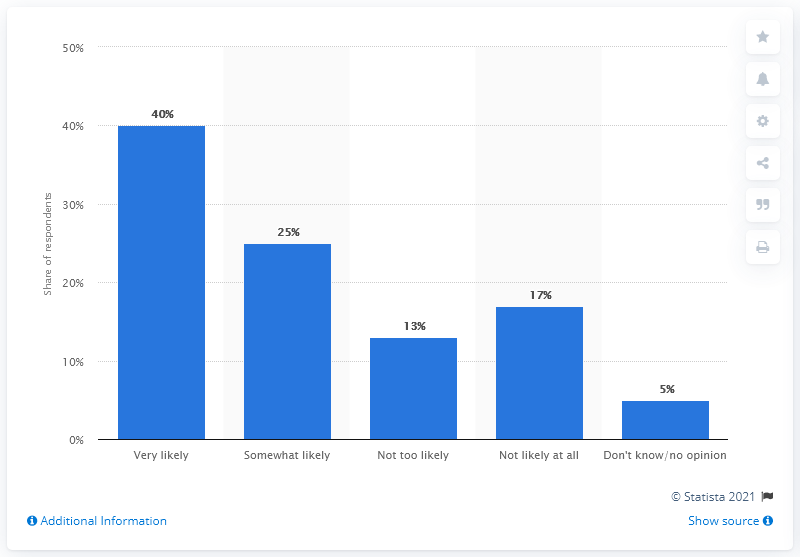 50%
40%
30%
20%
10%
0%
Share of respondents
40%
25%
13%
17%
5%
Very likely
Somewhat likely
Not too likely
Not likely at all
Don't know/no opinion
© Statista 2021
Additional Information
Show source